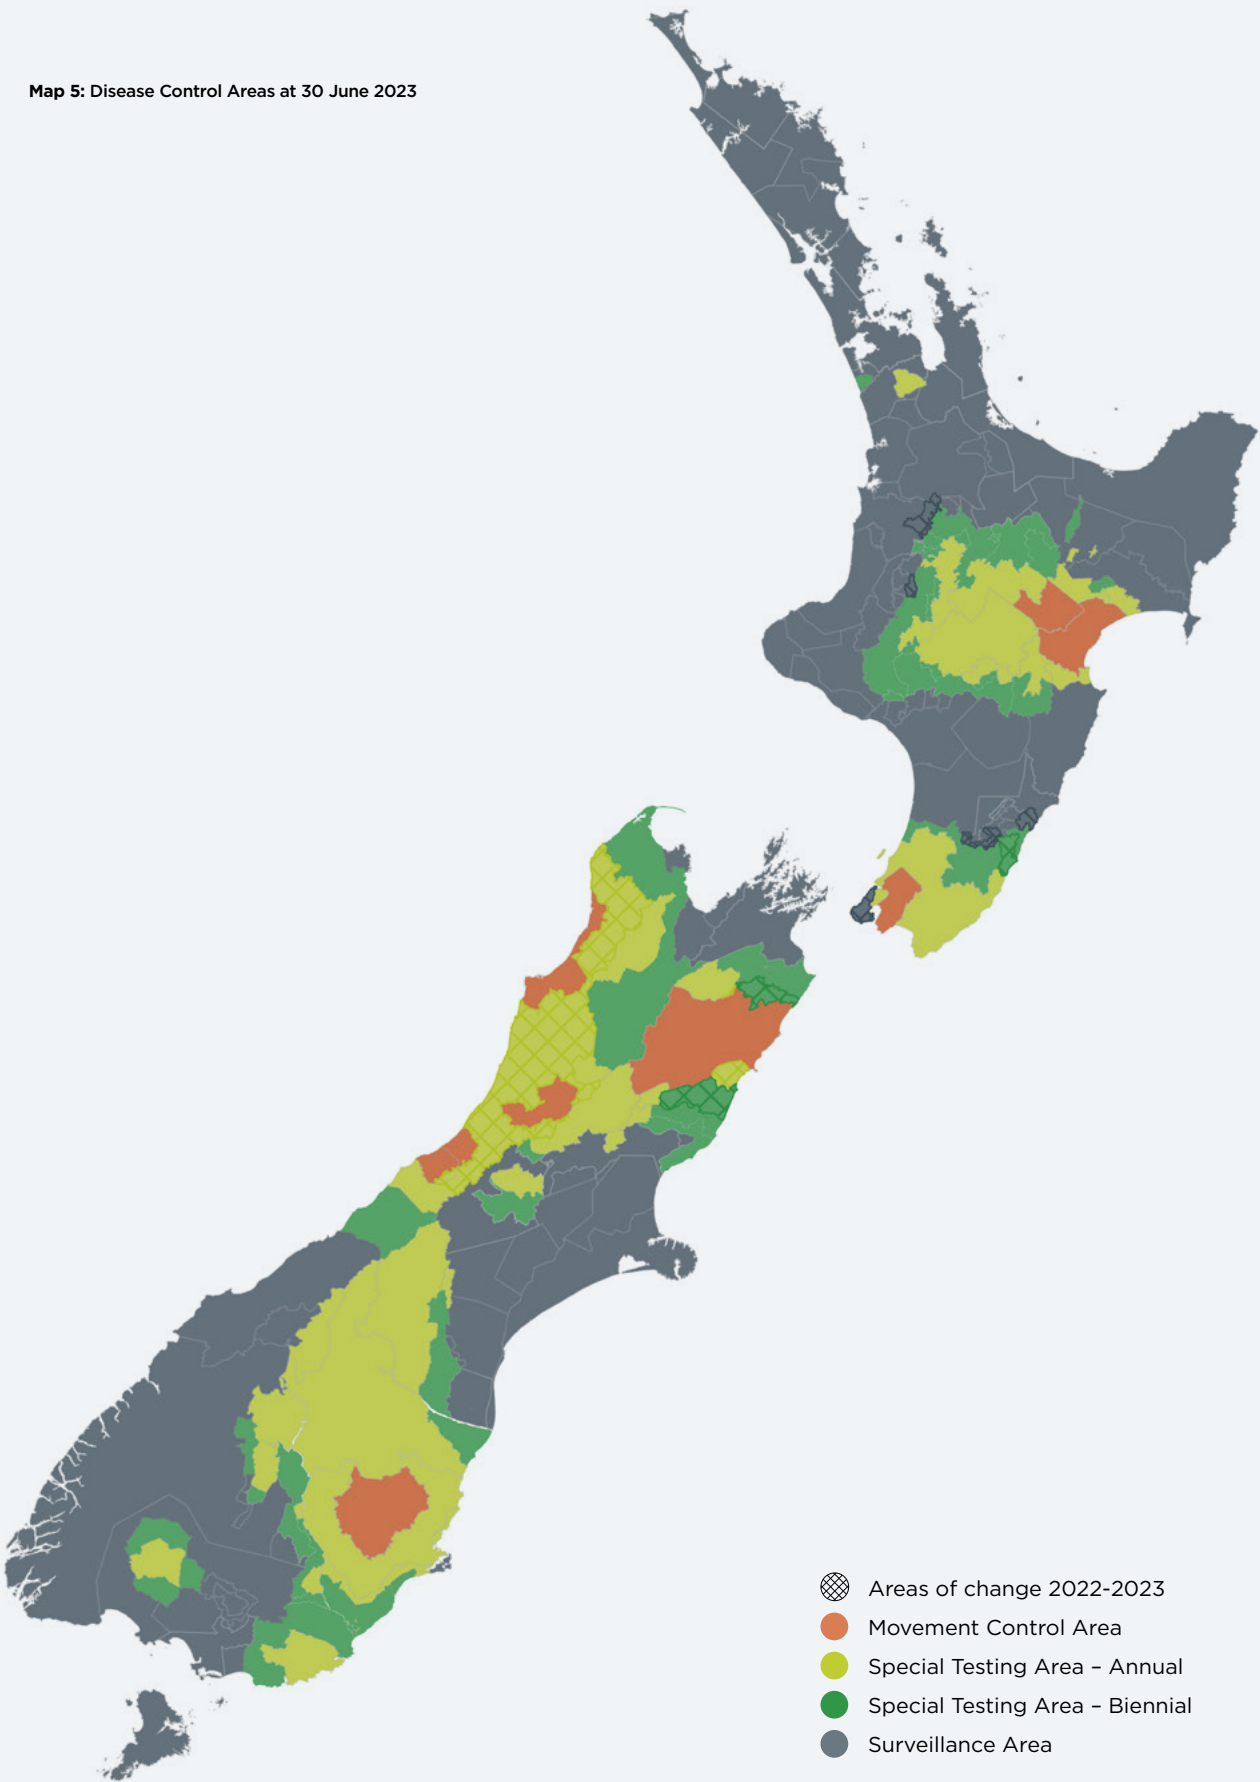 Map 5: Disease Control Areas at 30 June 2023
Areas of change 2022-2023
Movement Control Area
Special Testing Area – Annual
Special Testing Area – Biennial
Surveillance Area